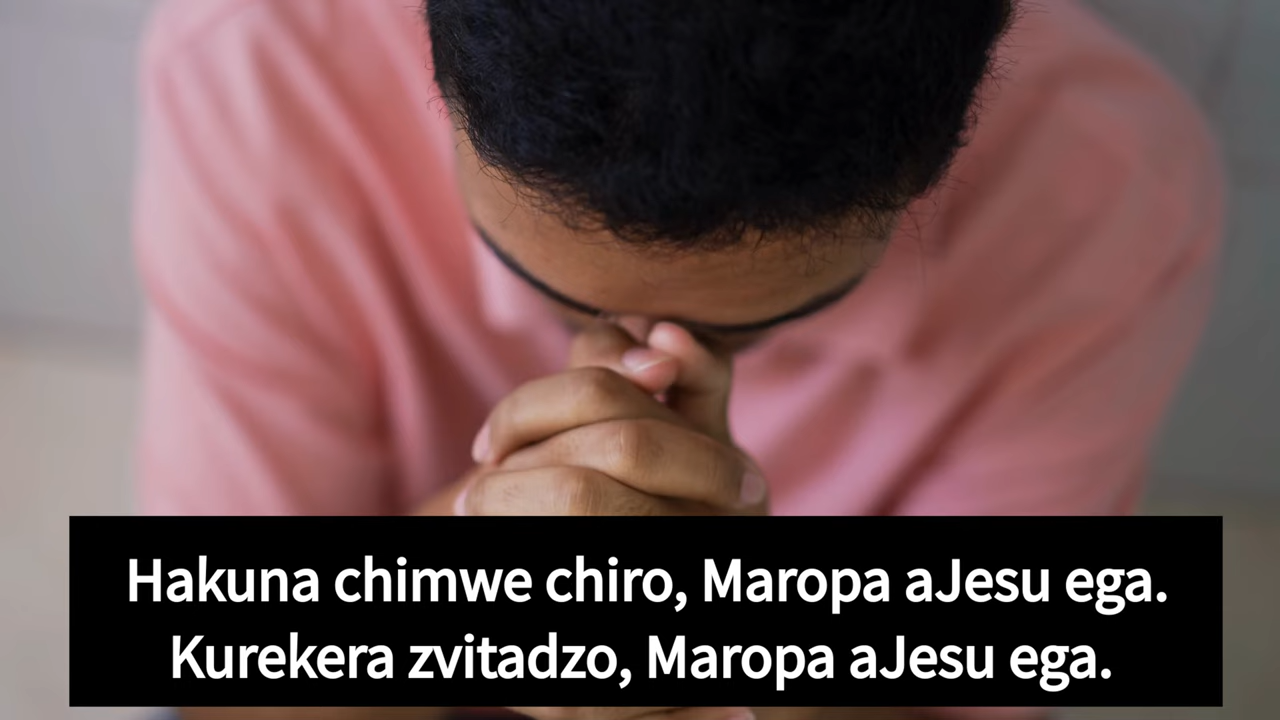 Hakuna chimwe chiro, Maropa aJesu ega.
Kurekera zvitadzo, Maropa aJesu ega.